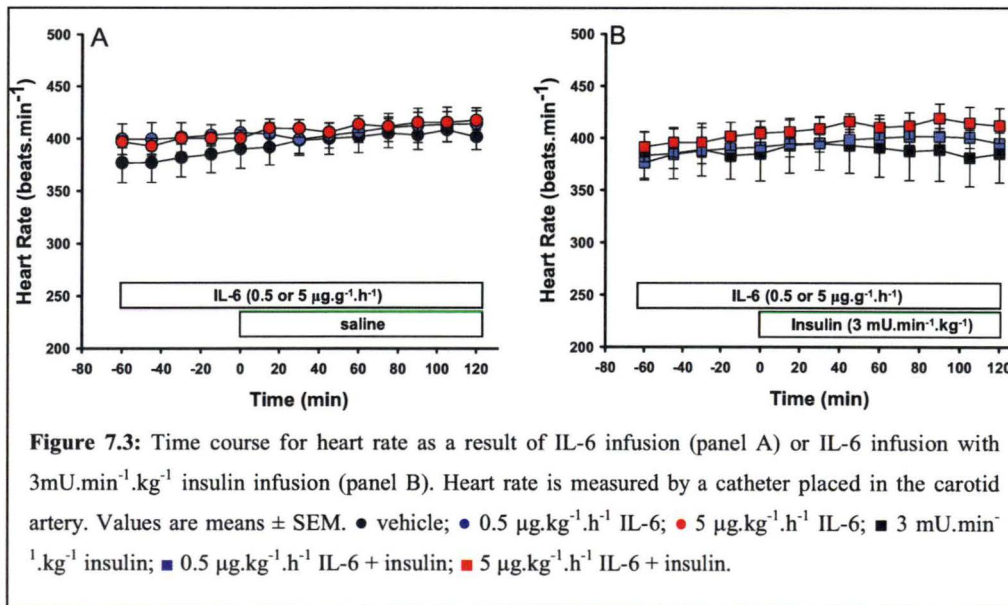 A
B
500
450
400
350
300
250
200
Heart Rate (beats.min⁻¹)
IL-6 (0.5 or 5 µg.g⁻¹.h⁻¹)
saline
-80 -60 -40 -20 0 20 40 60 80 100 120
Time (min)
500
450
400
350
300
250
200
Heart Rate (beats.min⁻¹)
IL-6 (0.5 or 5 µg.g⁻¹.h⁻¹)
Insulin (3 mU.min⁻¹.kg⁻¹)
-80 -60 -40 -20 0 20 40 60 80 100 120
Time (min)
Figure 7.3: Time course for heart rate as a result of IL-6 infusion (panel A) or IL-6 infusion with
3mU.min⁻¹.kg⁻¹ insulin infusion (panel B). Heart rate is measured by a catheter placed in the carotid
artery. Values are means ± SEM. ● vehicle; ● 0.5 µg.kg⁻¹.h⁻¹ IL-6; ● 5 µg.kg⁻¹.h⁻¹ IL-6; ■ 3 mU.min⁻
¹.kg⁻¹ insulin; ■ 0.5 µg.kg⁻¹.h⁻¹ IL-6 + insulin; ■ 5 µg.kg⁻¹.h⁻¹ IL-6 + insulin.